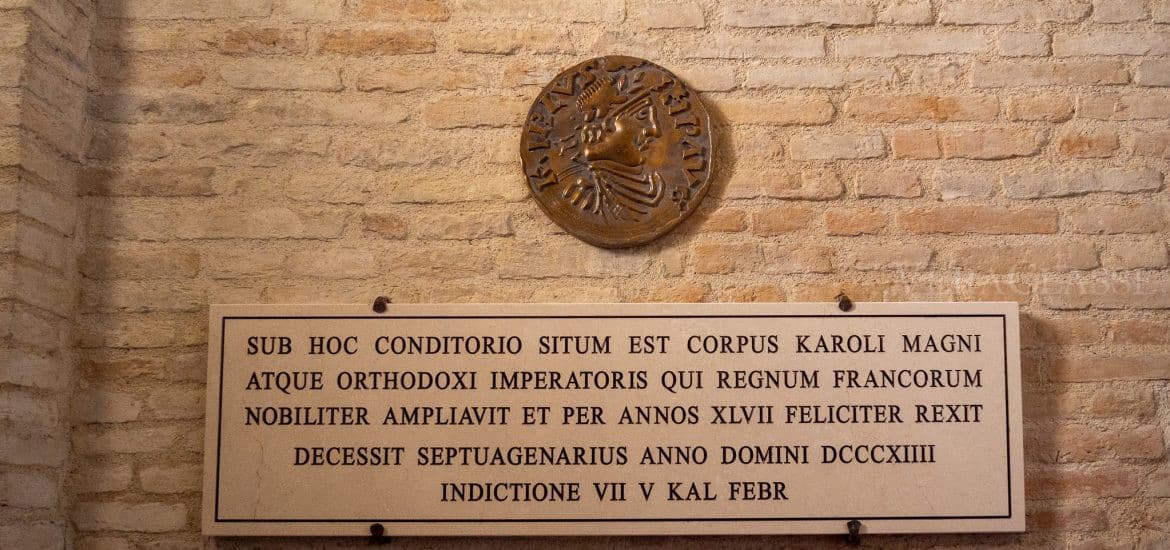 SUB HOC CONDITORIO SITUM EST CORPUS KAROLI MAGNI
ATQUE ORTHODOXI IMPERATORIS QUI REGNUM FRANCORUM
NOBILITER AMPLIAVIT ET PER ANNOS XLVII FELICITER REXIT
DECESSIT SEPTUAGENARIUS ANNO DOMINI DCCCXIIII
INDICTIONE VII V KAL FEBR